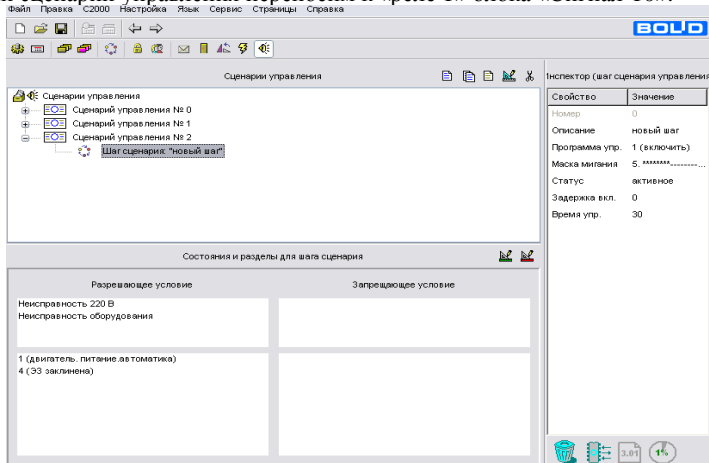 Файл Правка С2000 Настройка Язык Сервис Страницы Справка
BOLID
Сценарии управления
Инспектор (шаг сценария управления
Сценарии управления
Сценарий управления № 0
Сценарий управления № 1
Сценарий управления № 2
Шаг сценария: "новый шаг"
Свойство Значение
Номер 0
Описание новый шаг
Программа упр. 1 (включить)
Маска мигания 5. ********--------...
Статус активное
Задержка вкл. 0
Время упр. 30
Состояния и разделы для шага сценария
Разрешающее условие Запрещающее условие
Неисправность 220 В
Неисправность оборудования
1 (двигатель. питание.автоматика)
4 (ЭЗ заклинена)
3.01 1%